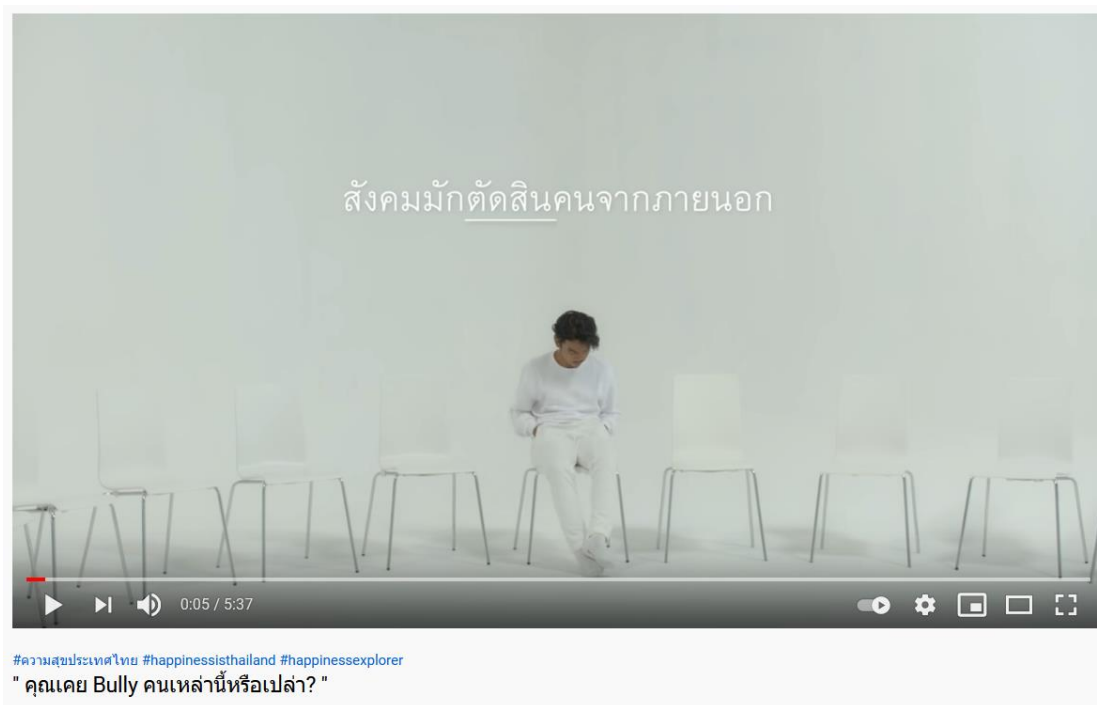 สังคมมักตัดสินคนจากภายนอก
0:05 / 5:37
#ความสุขประเทศไทย #happinessisthailand #happinessexplorer
" คุณเคย Bully คนเหล่านี้หรือเปล่า? "